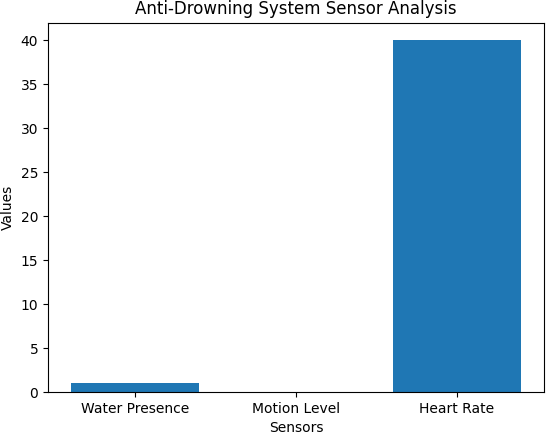 Anti-Drowning System Sensor Analysis
40
35
30
25
20
15
10
5
0
Values
Water Presence
Motion Level
Heart Rate
Sensors